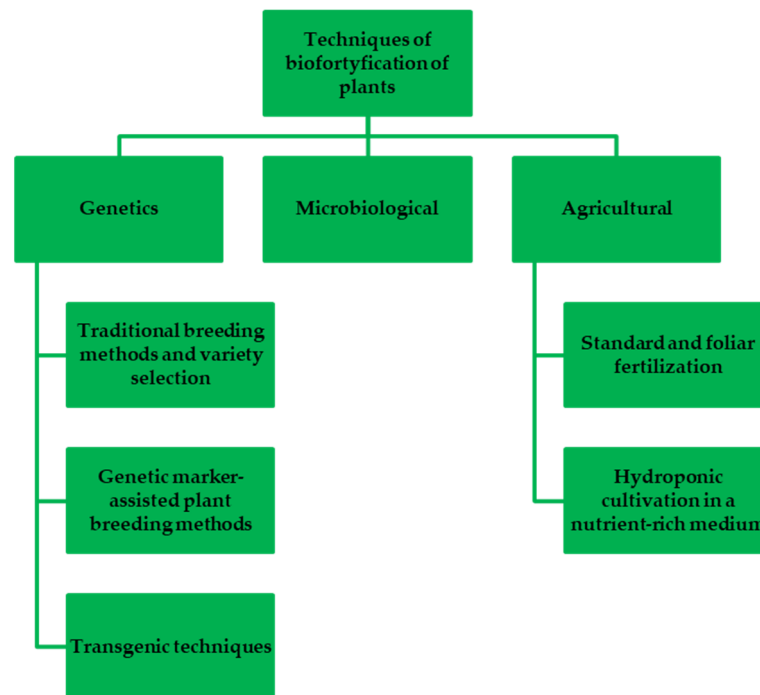 Techniques of
biofortyfication of
plants
Genetics
Microbiological
Agricultural
Traditional breeding
methods and variety
selection
Standard and foliar
fertilization
Genetic marker-
assisted plant
breeding methods
Hydroponic
cultivation in a
nutrient-rich medium
Transgenic techniques